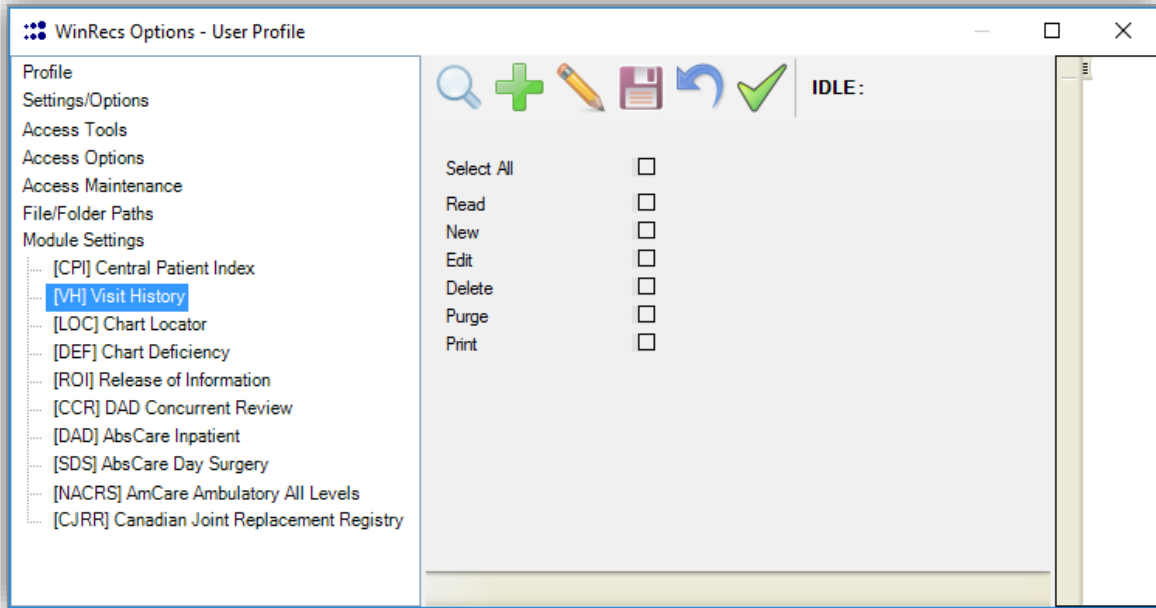 WinRecs Options - User Profile
Profile
Settings/Options
Access Tools
Access Options
Access Maintenance
File/Folder Paths
Module Settings
[CPI] Central Patient Index
[VH] Visit History
[LOC] Chart Locator
[DEF] Chart Deficiency
[ROI] Release of Information
[CCR] DAD Concurrent Review
[DAD] AbsCare Inpatient
[SDS] AbsCare Day Surgery
[NACRS] AmCare Ambulatory All Levels
[CJRR] Canadian Joint Replacement Registry
IDLE:
Select All
Read
New
Edit
Delete
Purge
Print